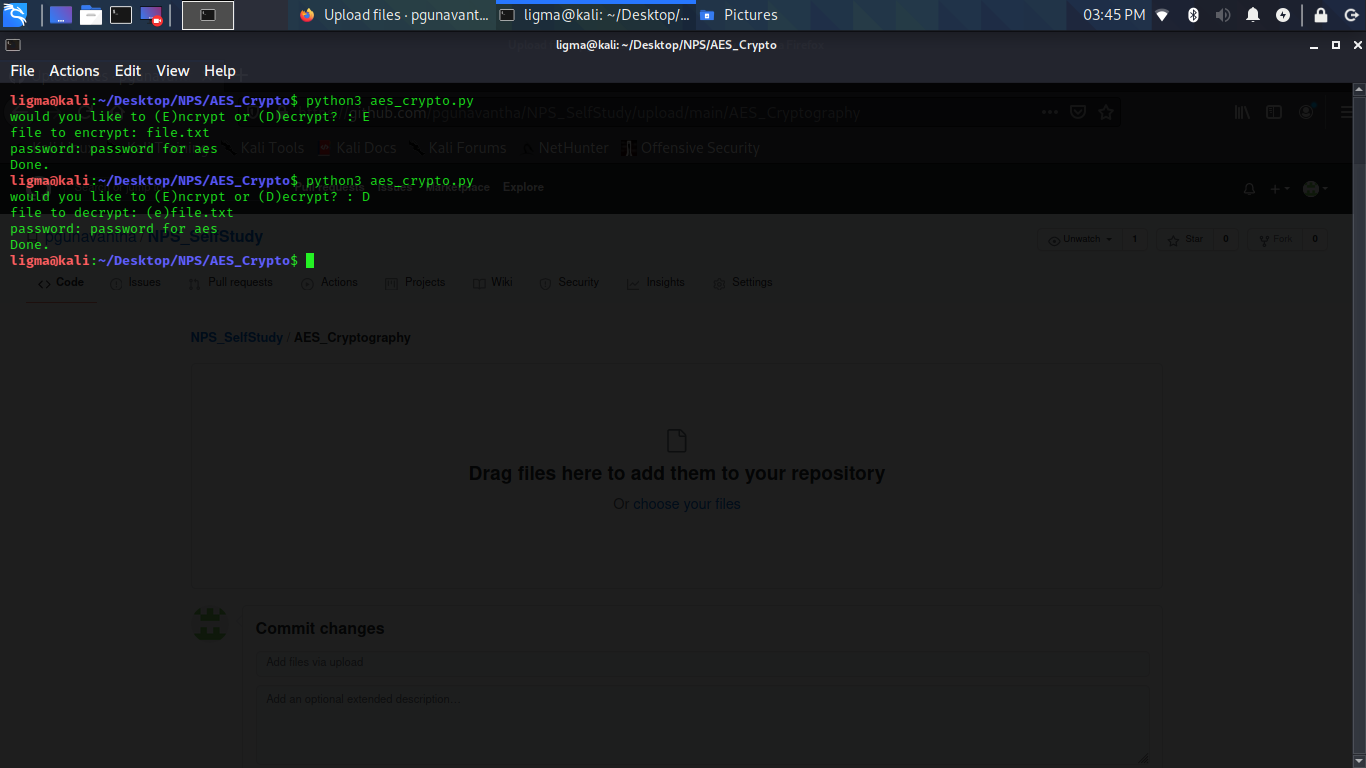 Upload files · pgunavant...
ligma@kali: ~/Desktop/...
Pictures
03:45 PM
ligma@kali: ~/Desktop/NPS/AES_Crypto
File Actions Edit View Help
ligma@kali:~/Desktop/NPS/AES_Crypto$ python3 aes_crypto.py
would you like to (E)ncrypt or (D)ecrypt? : E
file to encrypt: file.txt
password: password for aes
Done.
ligma@kali:~/Desktop/NPS/AES_Crypto$ python3 aes_crypto.py
would you like to (E)ncrypt or (D)ecrypt? : D
file to decrypt: (e)file.txt
password: password for aes
Done.
ligma@kali:~/Desktop/NPS/AES_Crypto$
github.com/pgunavantha/NPS_SelfStudy/upload/main/AES_Cryptography
Kali Tools Kali Docs Kali Forums NetHunter Offensive Security
Explore
pgunavantha / NPS_SelfStudy
Unwatch 1 Star 0 Fork 0
Code Issues Pull requests Actions Projects Wiki Security Insights Settings
NPS_SelfStudy / AES_Cryptography
Drag files here to add them to your repository
Or choose your files
Commit changes
Add files via upload
Add an optional extended description...